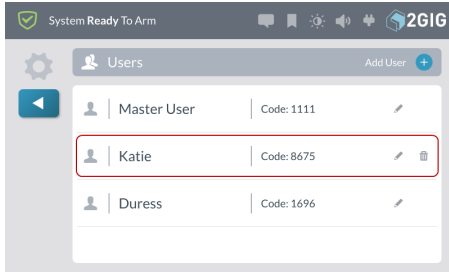 System Ready To Arm
2GIG
Users
Add User
Master User
Code: 1111
Katie
Code: 8675
Duress
Code: 1696